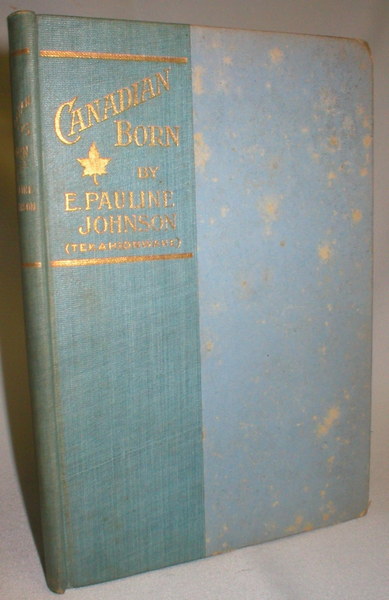 CANADIAN
BORN
BY
E. PAULINE
JOHNSON
(TEKAHIONWAKE)